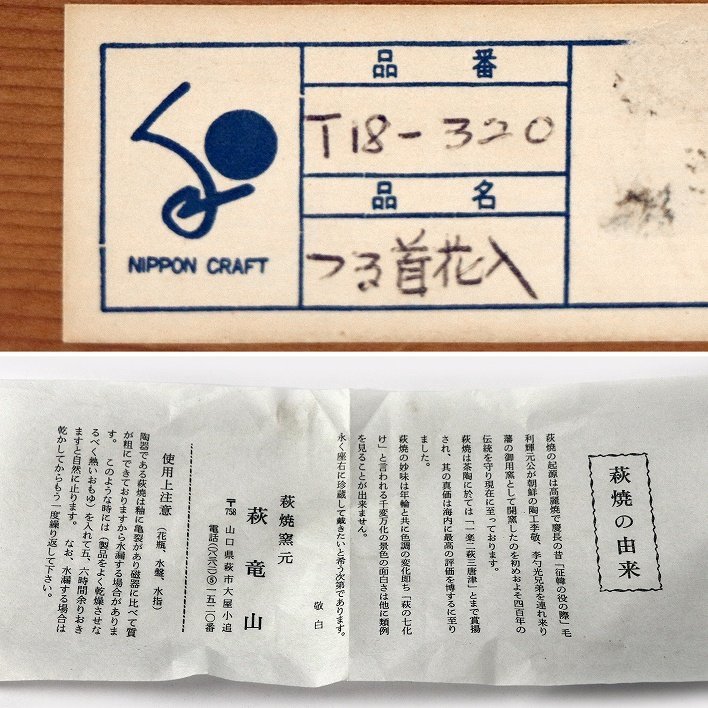 品番
T18-320
品名
つる首花入
NIPPON CRAFT
萩焼の由来
萩焼の起源は高麗焼で慶長の昔「征韓の役の際」毛
利輝元公が朝鮮の陶工李敬、李勺光兄弟を連れ来り
藩の御用窯として開窯したのを初めおよそ四百年の
伝統を守り現在に至っております。
萩焼は茶陶に於ては「一楽二萩三唐津」とまで賞揚
され、其の真価は海内に最高の評価を博するに至り
ました。
萩焼の妙味は年輪と共に色調の変化即ち「萩の七化
け」と言われる千変万化の景色の面白さは他に類例
を見ることが出来ません。
永く座右に珍蔵して戴きたいと希う次第であります。
敬白
萩焼窯元
萩竜山
〒758 山口県萩市大屋小追
電話(〇八三八二)⑤一五二〇番
使用上注意 (花瓶、水盤、水指)
陶器である萩焼は釉に亀裂があり磁器に比べて質
が粗にできておりますから水漏する場合がありま
す。このような時には(製品をよく乾燥させな
るべく熱いおもゆ)を入れて五、六時間余りおき
ますと自然に止ります。なお、水漏する場合は
乾かしてからもう一度繰り返して下さい。